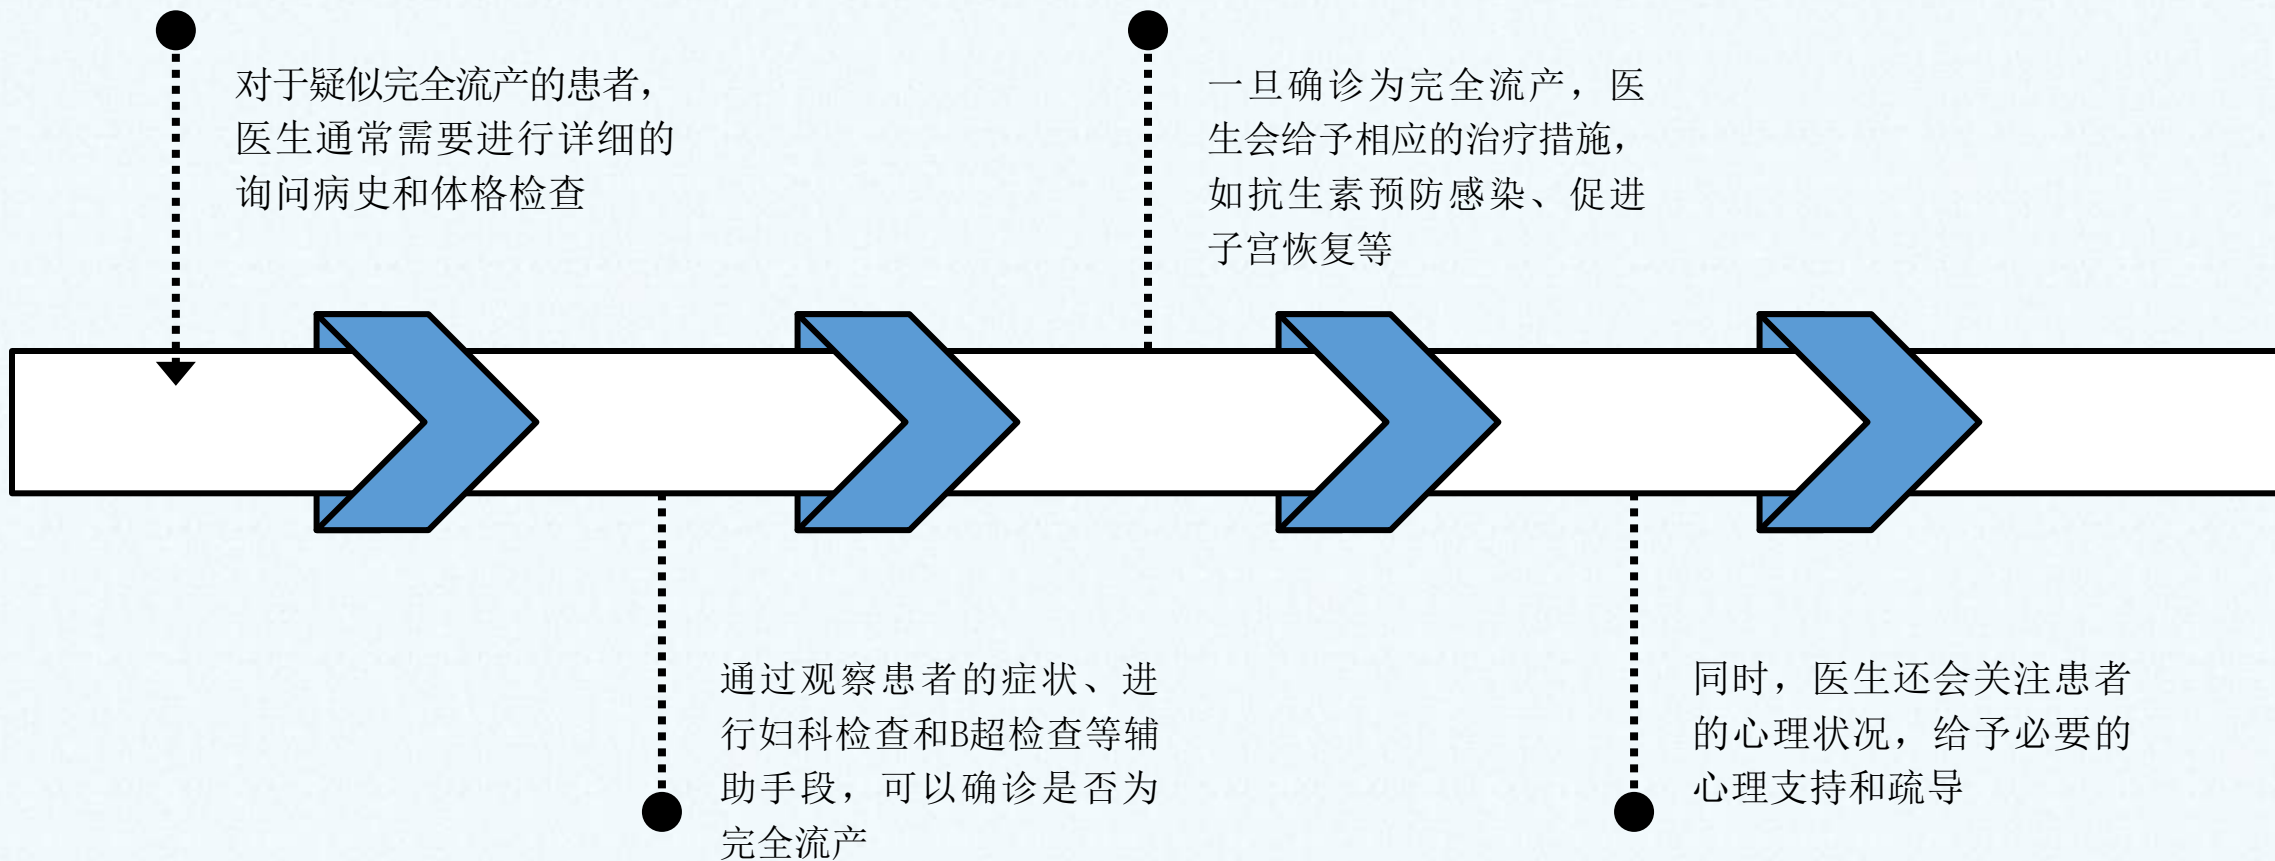 对于疑似完全流产的患者，
医生通常需要进行详细的
询问病史和体格检查
通过观察患者的症状、进
行妇科检查和B超检查等辅
助手段，可以确诊是否为
完全流产
一旦确诊为完全流产，医
生会给予相应的治疗措施，
如抗生素预防感染、促进
子宫恢复等
同时，医生还会关注患者
的心理状况，给予必要的
心理支持和疏导